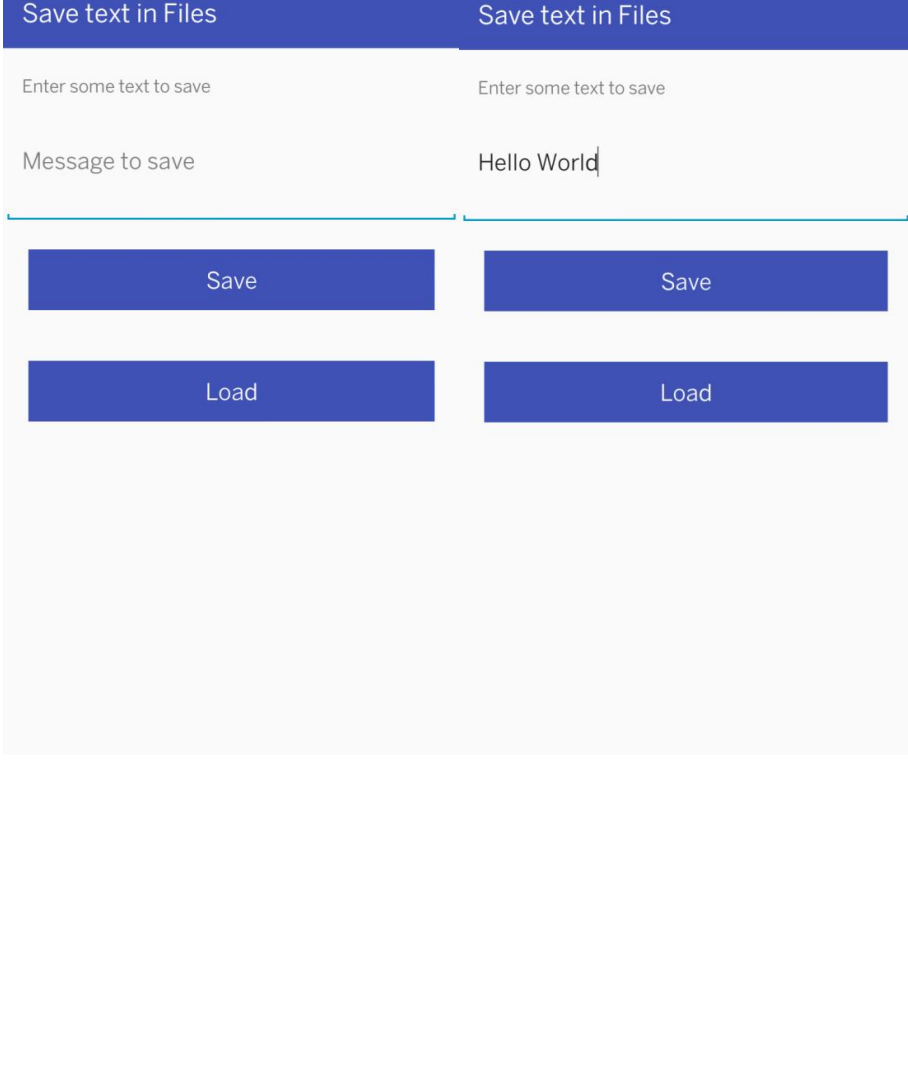 Save text in Files
Enter some text to save
Message to save
Save
Load
Save text in Files
Enter some text to save
Hello World
Save
Load